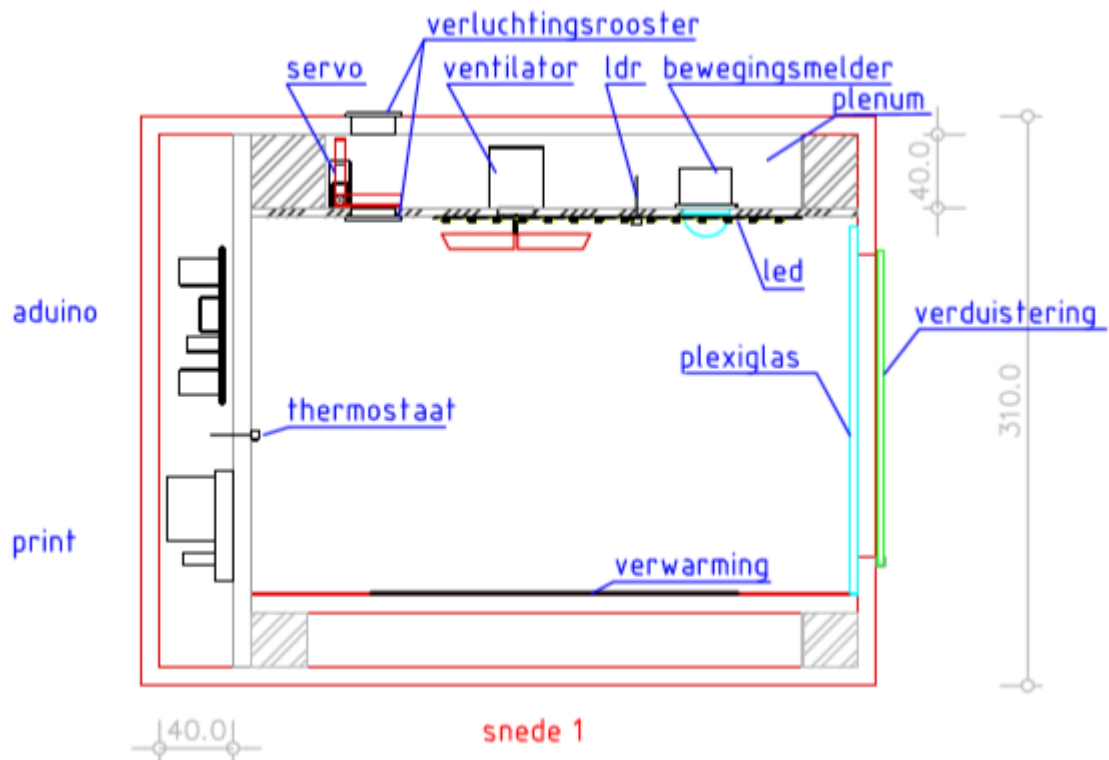 verluchtingsrooster
servo
ventilator
ldr
bewegingsmelder
plenum
40.0
led
aduino
verduistering
plexiglas
310.0
thermostaat
print
verwarming
snede 1
40.0